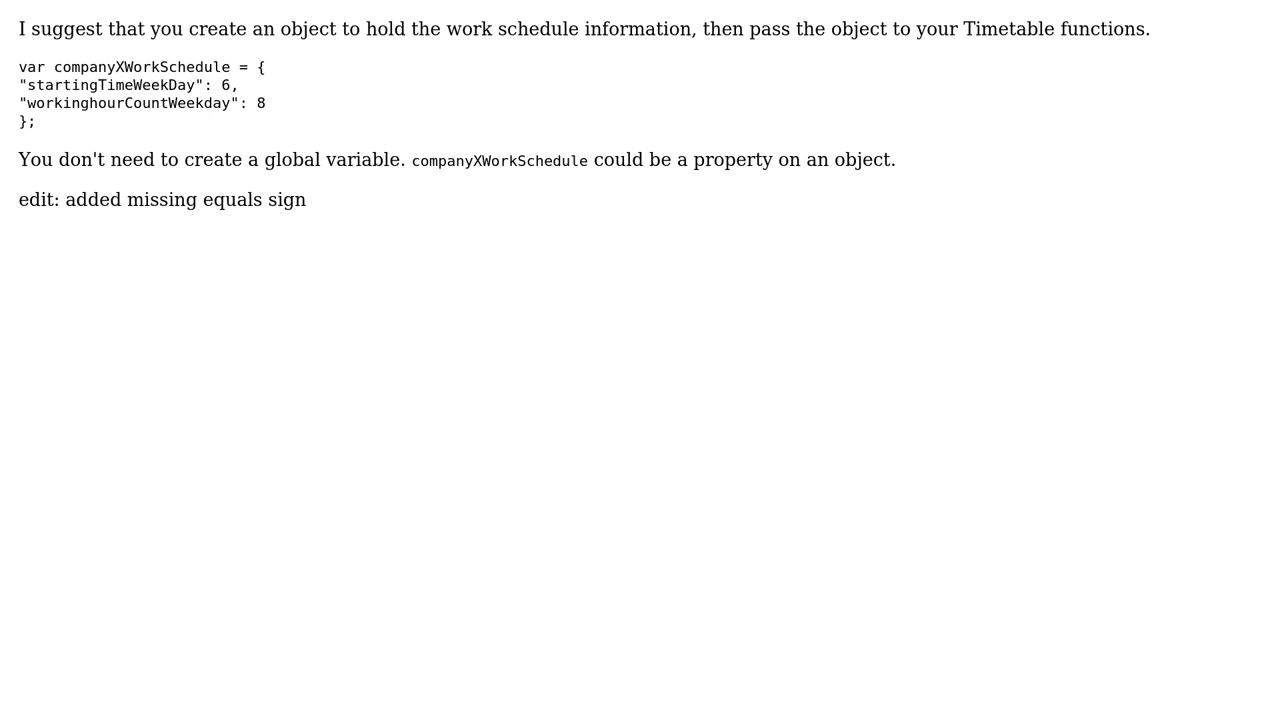 I suggest that you create an object to hold the work schedule information, then pass the object to your Timetable functions.
var companyXWorkSchedule = {
"startingTimeWeekDay": 6,
"workinghourCountWeekday": 8
};
You don't need to create a global variable. companyXWorkSchedule could be a property on an object.
edit: added missing equals sign